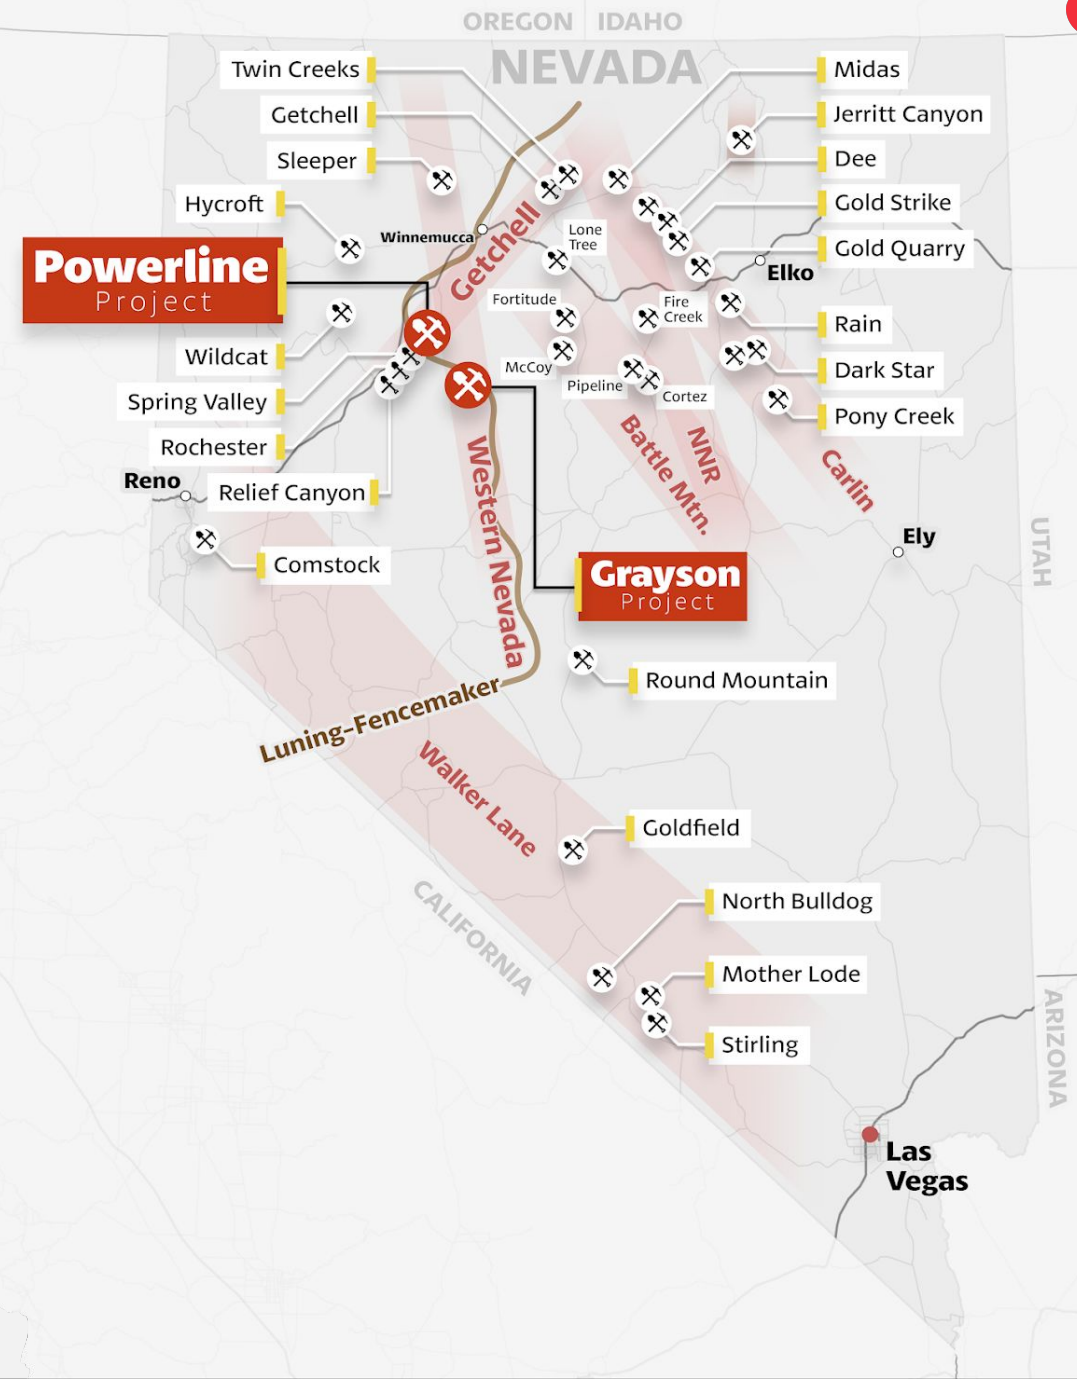 OREGON
IDAHO
NEVADA
Twin Creeks
Midas
Getchell
Jerritt Canyon
Sleeper
Dee
Hycroft
Gold Strike
Getchell
Winnemucca
Lone
Tree
Gold Quarry
Elko
Powerline
Project
Fortitude
Fire
Creek
Rain
Wildcat
McCoy
Pipeline
Cortez
Dark Star
Spring Valley
Pony Creek
Rochester
Battle Mtn.
NNR
Carlin
Reno
Relief Canyon
Western Nevada
Ely
UTAH
Comstock
Grayson
Project
Round Mountain
Luning-Fencemaker
Walker Lane
Goldfield
CALIFORNIA
North Bulldog
Mother Lode
Stirling
ARIZONA
Las
Vegas